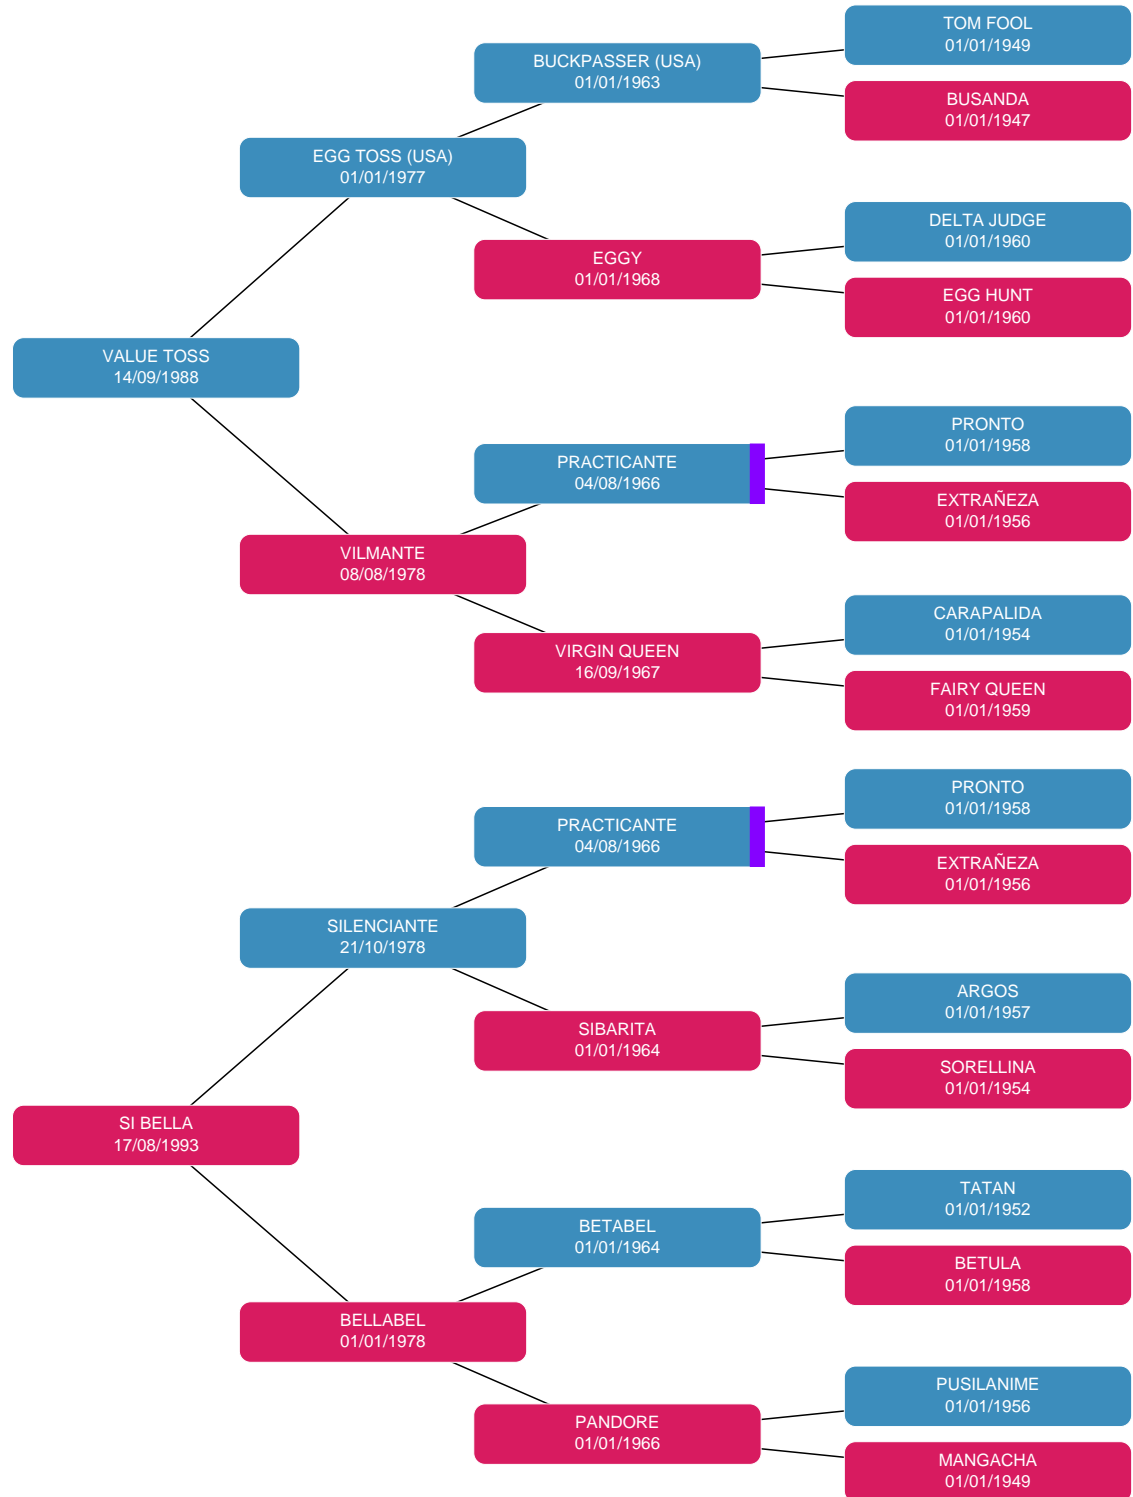 TOM FOOL
01/01/1949
BUCKPASSER (USA)
01/01/1963
BUSANDA
01/01/1947
EGG TOSS (USA)
01/01/1977
DELTA JUDGE
01/01/1960
EGGY
01/01/1968
EGG HUNT
01/01/1960
VALUE TOSS
14/09/1988
PRONTO
01/01/1958
PRACTICANTE
04/08/1966
EXTRAÑEZA
01/01/1956
VILMANTE
08/08/1978
CARAPALIDA
01/01/1954
VIRGIN QUEEN
16/09/1967
FAIRY QUEEN
01/01/1959
PRONTO
01/01/1958
PRACTICANTE
04/08/1966
EXTRAÑEZA
01/01/1956
SILENCIANTE
21/10/1978
ARGOS
01/01/1957
SIBARITA
01/01/1964
SORELLINA
01/01/1954
SI BELLA
17/08/1993
TATAN
01/01/1952
BETABEL
01/01/1964
BETULA
01/01/1958
BELLABEL
01/01/1978
PUSILANIME
01/01/1956
PANDORE
01/01/1966
MANGACHA
01/01/1949